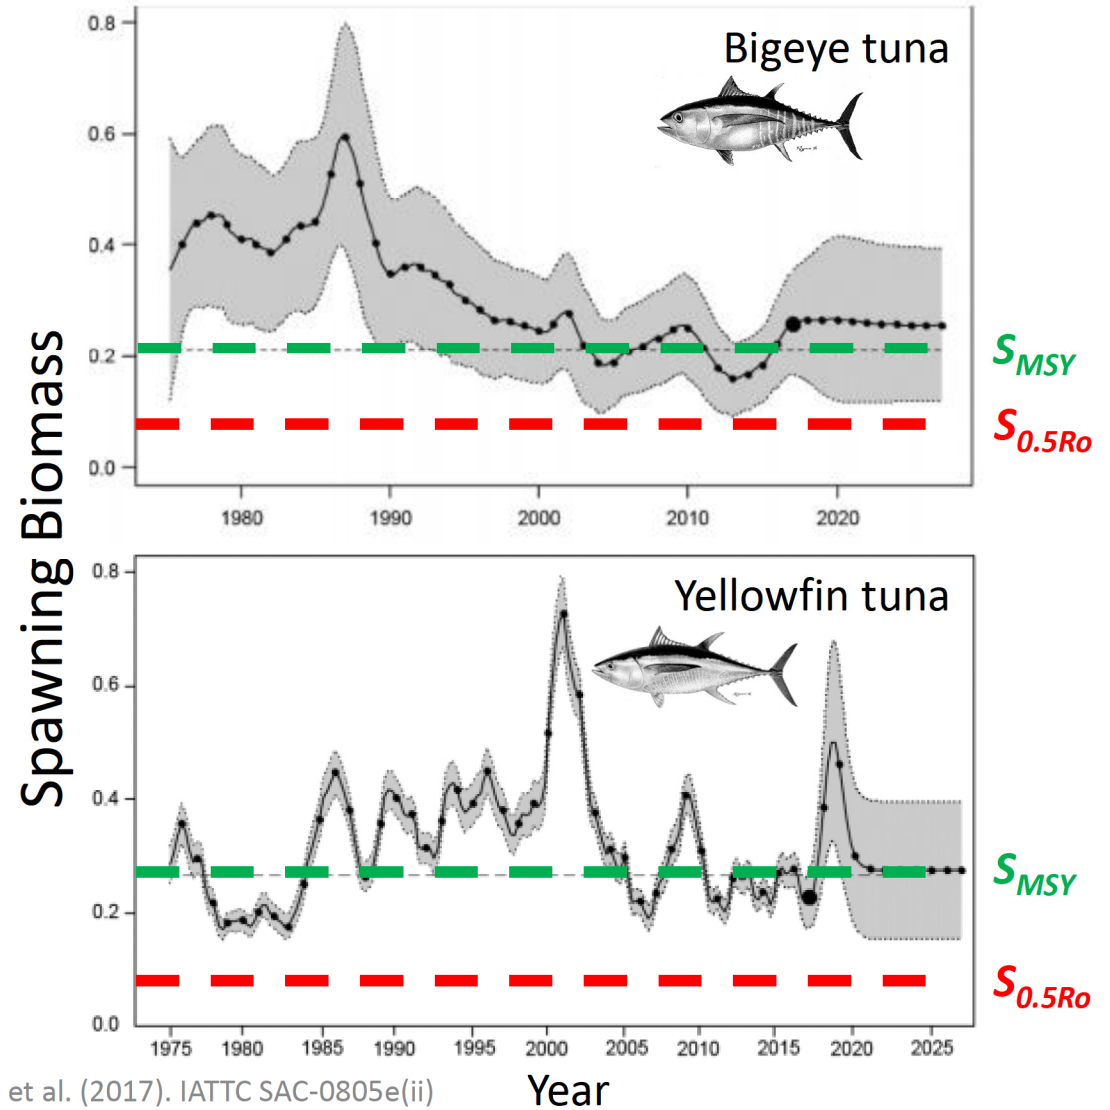 Spawning Biomass
Bigeye tuna
0.8
0.6
0.4
0.2
0.0
1980 1990 2000 2010 2020
S_MSY
S_0.5Ro
Yellowfin tuna
0.8
0.6
0.4
0.2
0.0
1975 1980 1985 1990 1995 2000 2005 2010 2015 2020 2025
S_MSY
S_0.5Ro
Year
et al. (2017). IATTC SAC-0805e(ii)